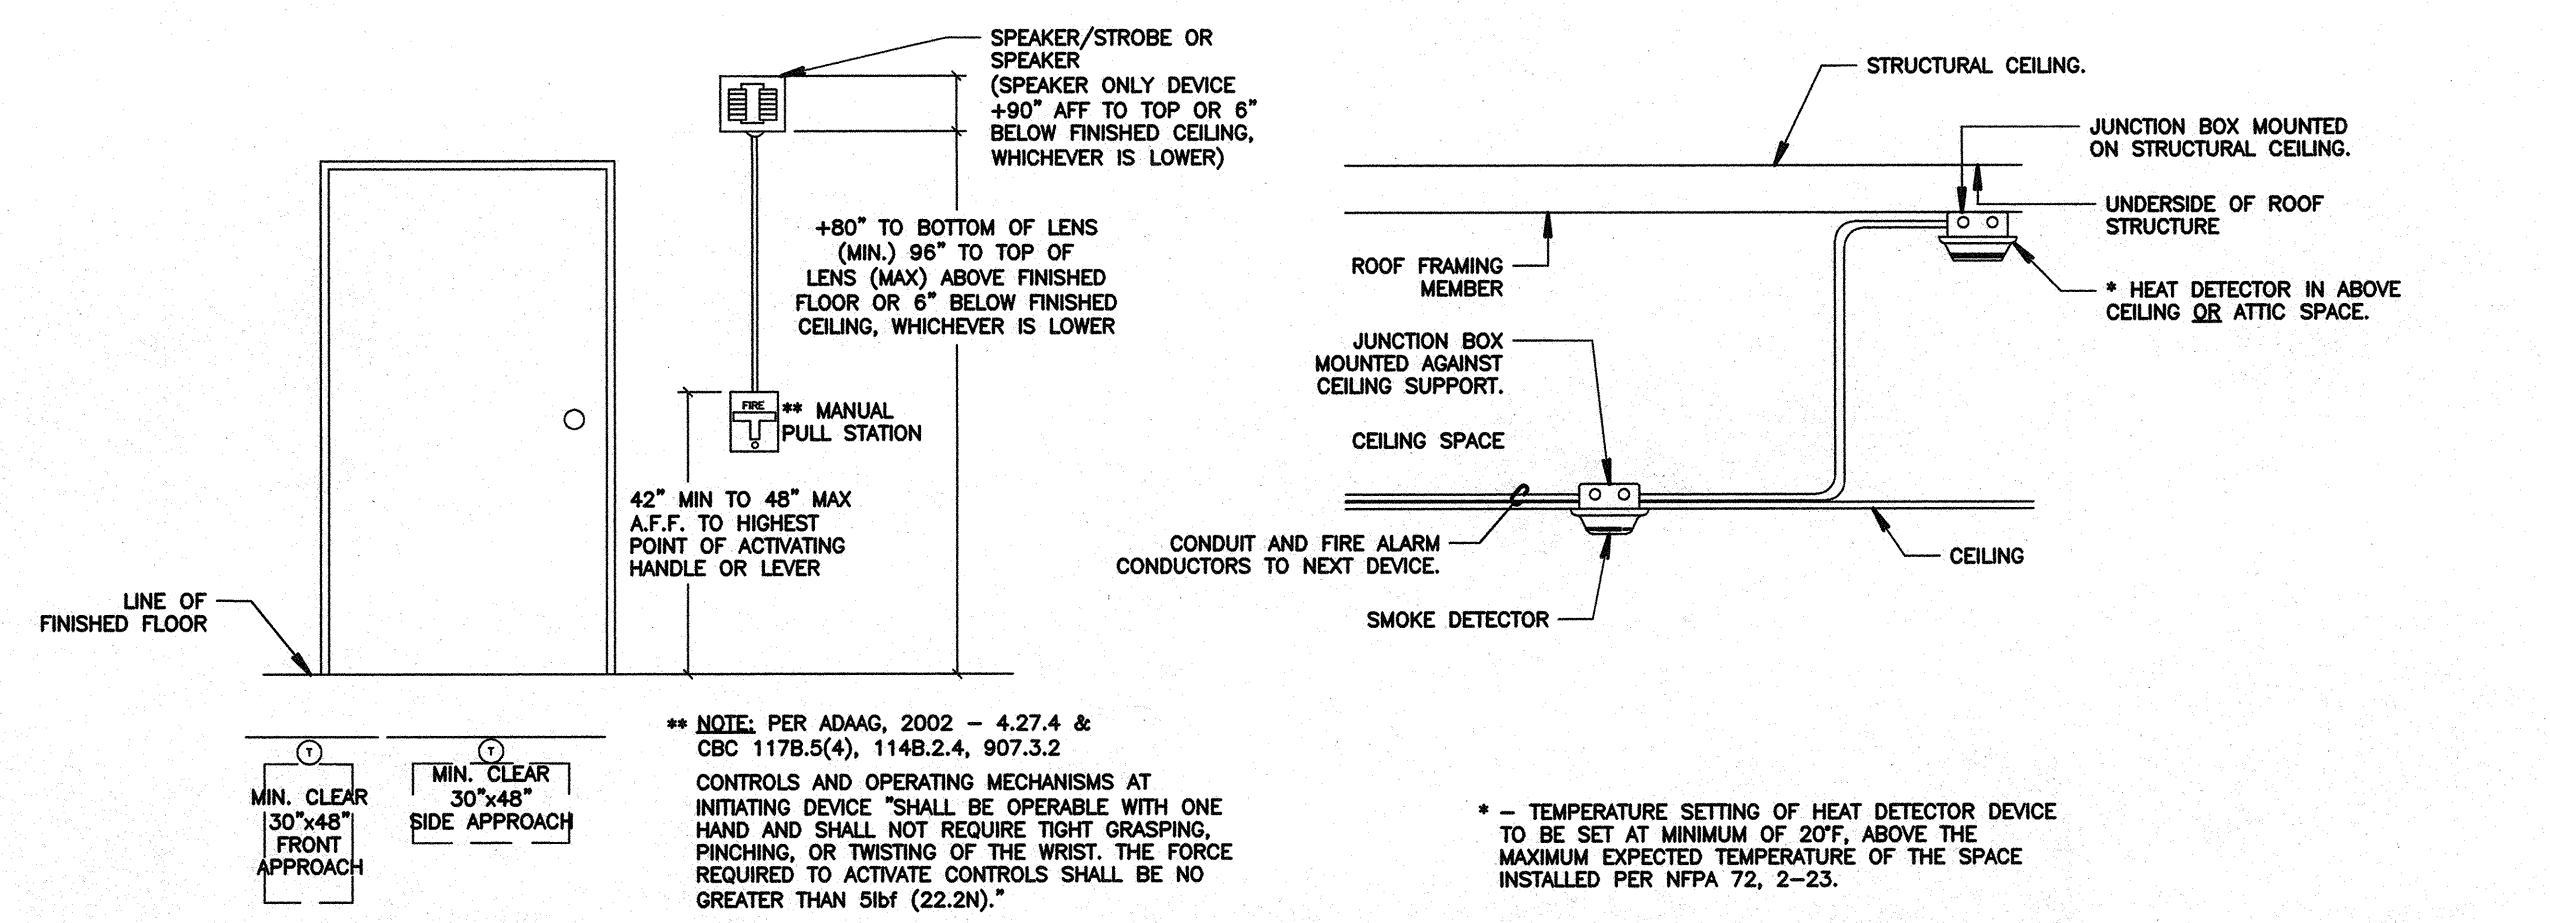 SPEAKER/STROBE OR
SPEAKER
(SPEAKER ONLY DEVICE
+90" AFF TO TOP OR 6"
BELOW FINISHED CEILING,
WHICHEVER IS LOWER)
+80" TO BOTTOM OF LENS
(MIN.) 96" TO TOP OF
LENS (MAX) ABOVE FINISHED
FLOOR OR 6" BELOW FINISHED
CEILING, WHICHEVER IS LOWER
FIRE
** MANUAL
PULL STATION
42" MIN TO 48" MAX
A.F.F. TO HIGHEST
POINT OF ACTIVATING
HANDLE OR LEVER
LINE OF
FINISHED FLOOR
T
MIN. CLEAR
30"x48"
FRONT
APPROACH
T
MIN. CLEAR
30"x48"
SIDE APPROACH
** NOTE: PER ADAAG, 2002 - 4.27.4 &
CBC 117B.5(4), 114B.2.4, 907.3.2
CONTROLS AND OPERATING MECHANISMS AT
INITIATING DEVICE "SHALL BE OPERABLE WITH ONE
HAND AND SHALL NOT REQUIRE TIGHT GRASPING,
PINCHING, OR TWISTING OF THE WRIST. THE FORCE
REQUIRED TO ACTIVATE CONTROLS SHALL BE NO
GREATER THAN 5lbf (22.2N)."
STRUCTURAL CEILING.
JUNCTION BOX MOUNTED
ON STRUCTURAL CEILING.
UNDERSIDE OF ROOF
STRUCTURE
ROOF FRAMING
MEMBER
* HEAT DETECTOR IN ABOVE
CEILING OR ATTIC SPACE.
JUNCTION BOX
MOUNTED AGAINST
CEILING SUPPORT.
CEILING SPACE
CONDUIT AND FIRE ALARM
CONDUCTORS TO NEXT DEVICE.
CEILING
SMOKE DETECTOR
* - TEMPERATURE SETTING OF HEAT DETECTOR DEVICE
TO BE SET AT MINIMUM OF 20°F, ABOVE THE
MAXIMUM EXPECTED TEMPERATURE OF THE SPACE
INSTALLED PER NFPA 72, 2-23.